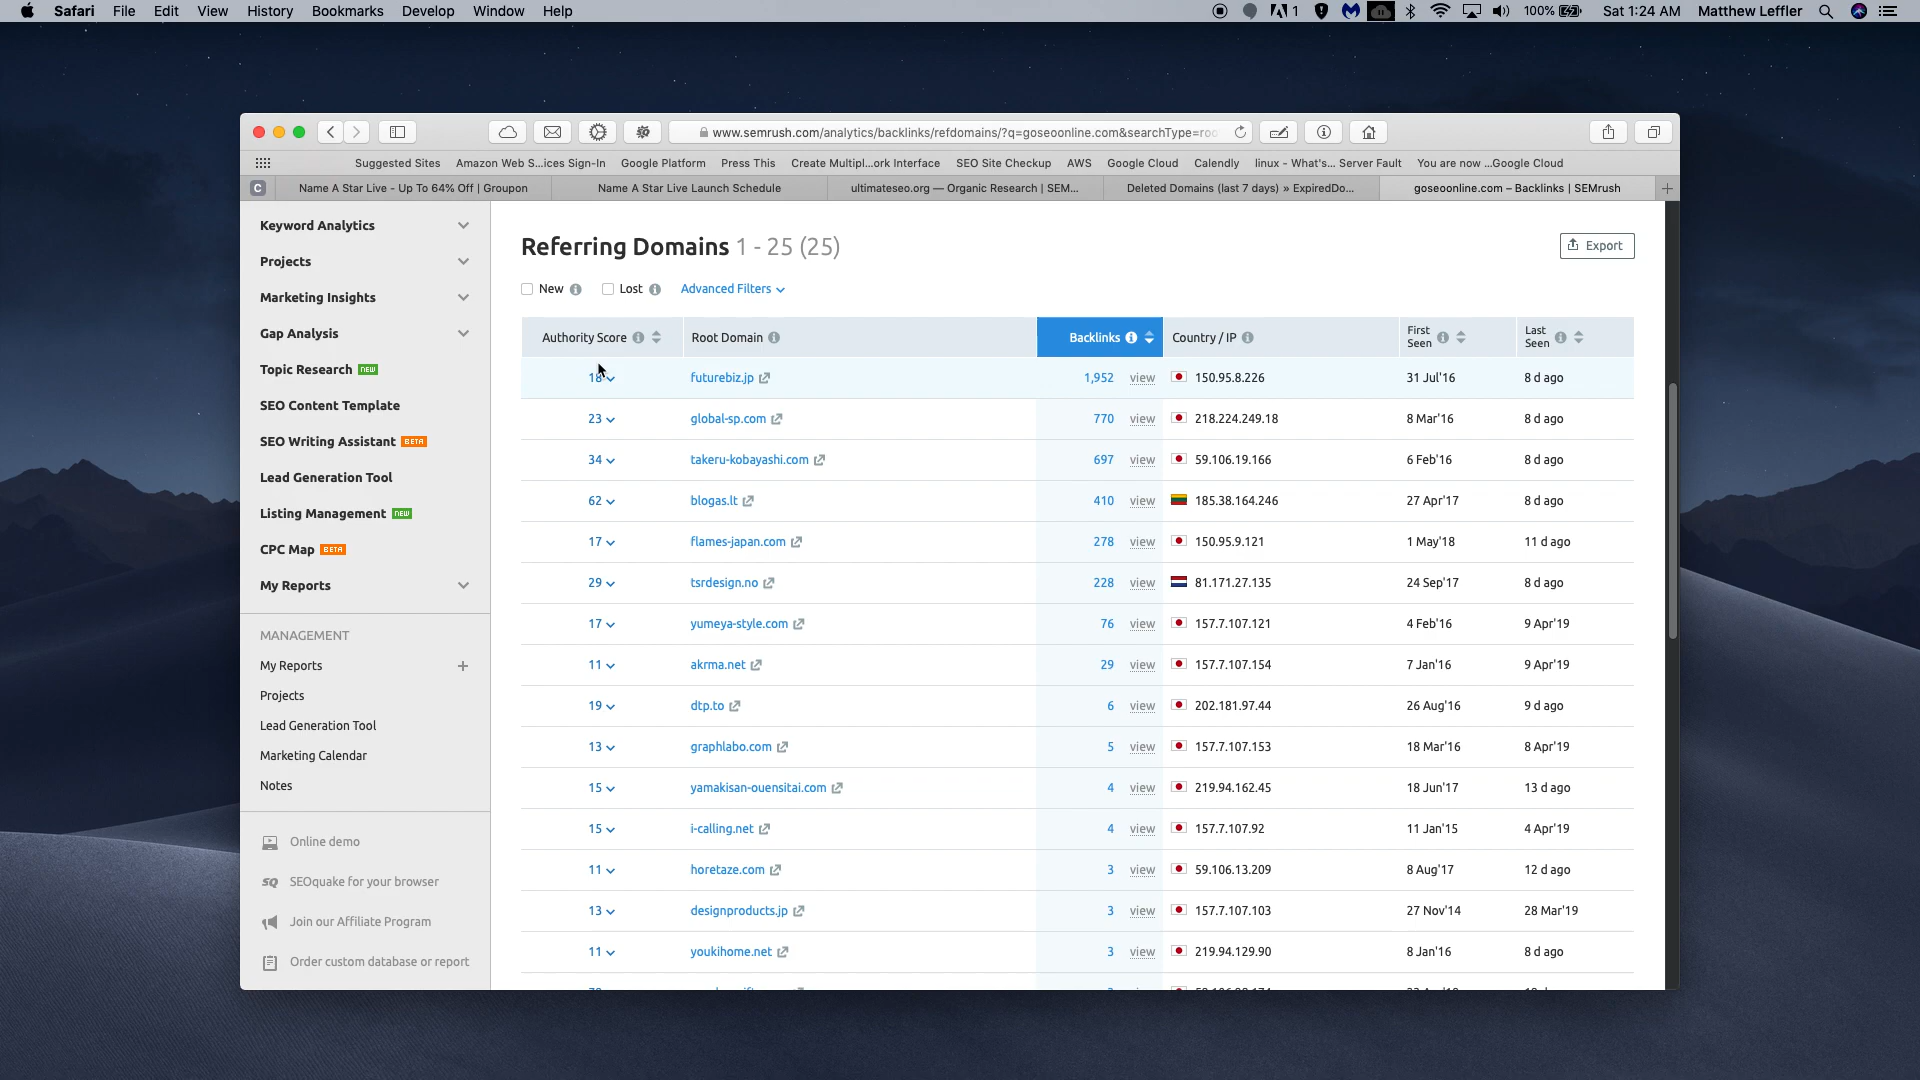 Safari File Edit View History Bookmarks Develop Window Help 1 100% Sat 1:24 AM Matthew Leffler
www.semrush.com/analytics/backlinks/refdomains/?q=goseoonline.com&searchType=roo
Suggested Sites Amazon Web S...ices Sign-In Google Platform Press This Create Multipl...ork Interface SEO Site Checkup AWS Google Cloud Calendly linux - What's... Server Fault You are now ...Google Cloud
C Name A Star Live - Up To 64% Off | Groupon Name A Star Live Launch Schedule ultimateseo.org — Organic Research | SEM... Deleted Domains (last 7 days) » ExpiredDo... goseoonline.com – Backlinks | SEMrush
Keyword Analytics
Projects
Marketing Insights
Gap Analysis
Topic Research NEW
SEO Content Template
SEO Writing Assistant BETA
Lead Generation Tool
Listing Management NEW
CPC Map BETA
My Reports
MANAGEMENT
My Reports
Projects
Lead Generation Tool
Marketing Calendar
Notes
Online demo
SQ SEOquake for your browser
Join our Affiliate Program
Order custom database or report
Referring Domains 1 - 25 (25)
Export
New Lost Advanced Filters
Authority Score Root Domain Backlinks Country / IP First Seen Last Seen
18 futurebiz.jp 1,952 view 150.95.8.226 31 Jul'16 8 d ago
23 global-sp.com 770 view 218.224.249.18 8 Mar'16 8 d ago
34 takeru-kobayashi.com 697 view 59.106.19.166 6 Feb'16 8 d ago
62 blogas.lt 410 view 185.38.164.246 27 Apr'17 8 d ago
17 flames-japan.com 278 view 150.95.9.121 1 May'18 11 d ago
29 tsrdesign.no 228 view 81.171.27.135 24 Sep'17 8 d ago
17 yumeya-style.com 76 view 157.7.107.121 4 Feb'16 9 Apr'19
11 akrma.net 29 view 157.7.107.154 7 Jan'16 9 Apr'19
19 dtp.to 6 view 202.181.97.44 26 Aug'16 9 d ago
13 graphlabo.com 5 view 157.7.107.153 18 Mar'16 8 Apr'19
15 yamakisan-ouensitai.com 4 view 219.94.162.45 18 Jun'17 13 d ago
15 i-calling.net 4 view 157.7.107.92 11 Jan'15 4 Apr'19
11 horetaze.com 3 view 59.106.13.209 8 Aug'17 12 d ago
13 designproducts.jp 3 view 157.7.107.103 27 Nov'14 28 Mar'19
11 youkihome.net 3 view 219.94.129.90 8 Jan'16 8 d ago